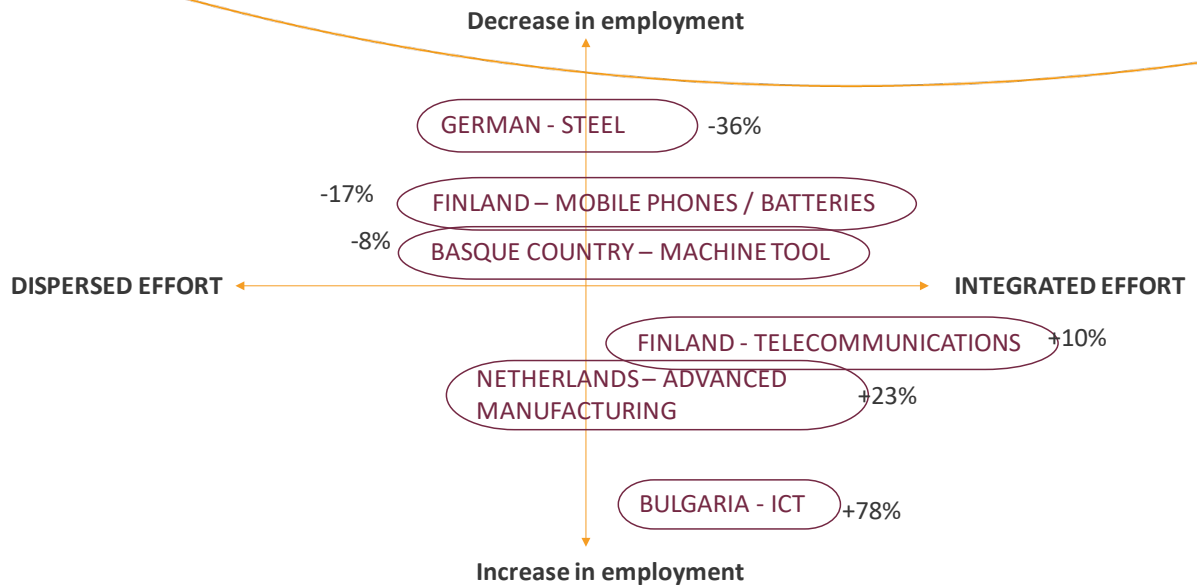 Decrease in employment
GERMAN - STEEL
-36%
-17%
FINLAND – MOBILE PHONES / BATTERIES
-8%
BASQUE COUNTRY – MACHINE TOOL
DISPERSED EFFORT
INTEGRATED EFFORT
FINLAND - TELECOMMUNICATIONS
+10%
NETHERLANDS – ADVANCED
MANUFACTURING
+23%
BULGARIA - ICT
+78%
Increase in employment